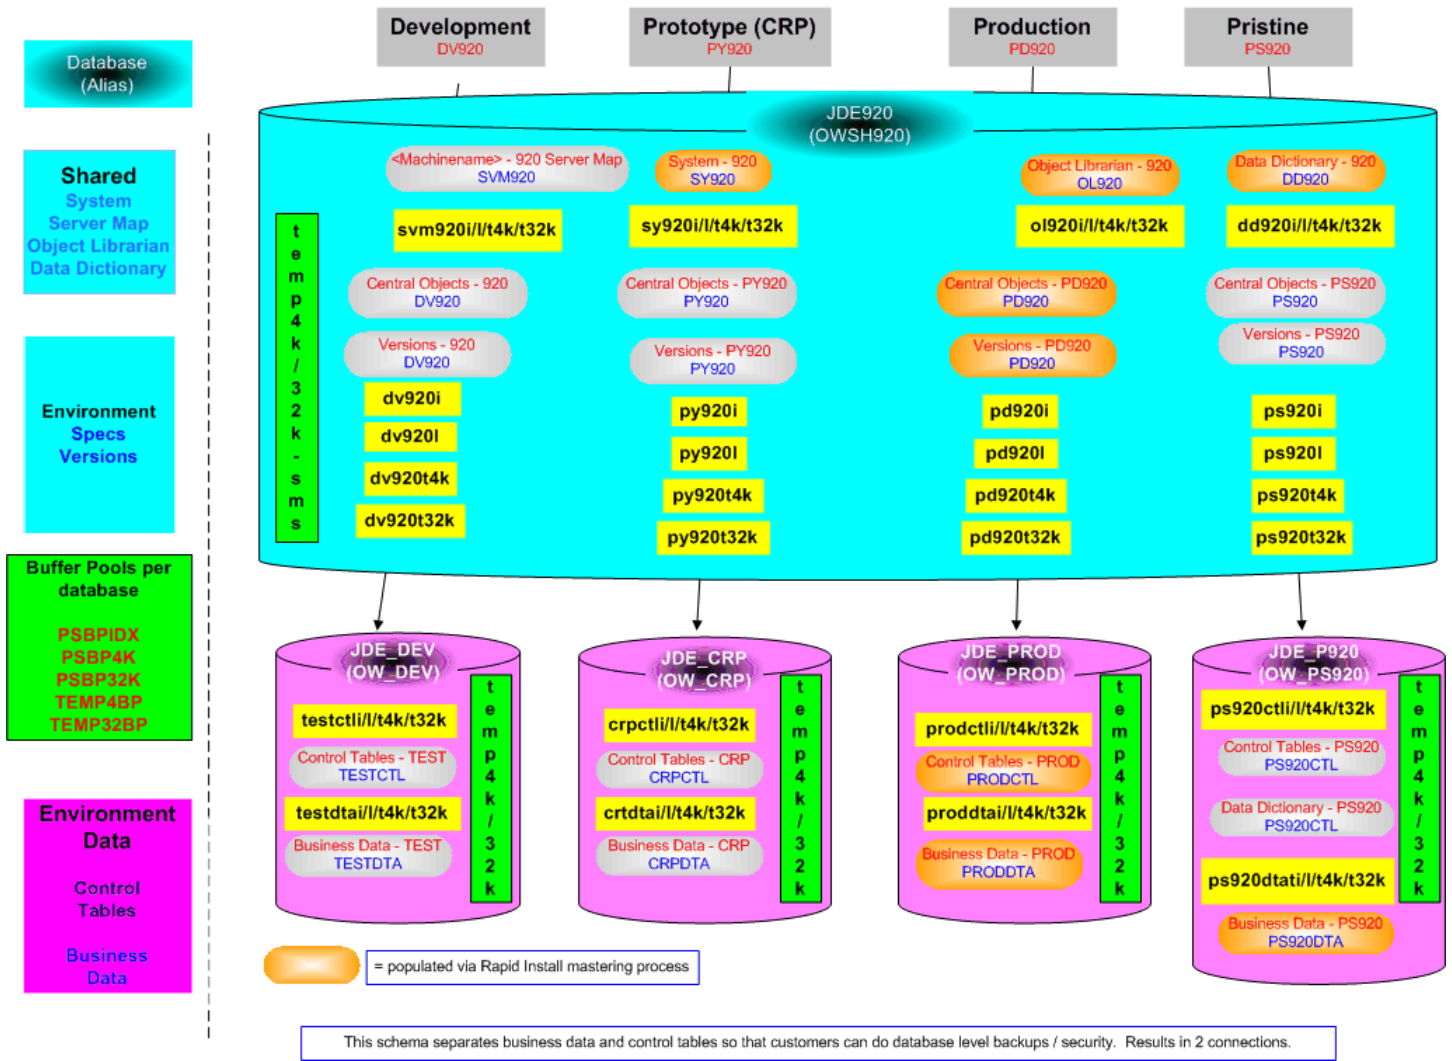 Development
DV920
Prototype (CRP)
PY920
Production
PD920
Pristine
PS920
Database
(Alias)
Shared
System
Server Map
Object Librarian
Data Dictionary
Environment
Specs
Versions
Buffer Pools per
database
PSBPIDX
PSBP4K
PSBP32K
TEMP4BP
TEMP32BP
Environment
Data
Control
Tables
Business
Data
JDE920
(OWSH920)
<Machinename> - 920 Server Map
SVM920
System - 920
SY920
Object Librarian - 920
OL920
Data Dictionary - 920
DD920
svm920i/l/t4k/t32k
sy920i/l/t4k/t32k
ol920i/l/t4k/t32k
dd920i/l/t4k/t32k
temp4k/32k-sms
Central Objects - 920
DV920
Central Objects - PY920
PY920
Central Objects - PD920
PD920
Central Objects - PS920
PS920
Versions - 920
DV920
Versions - PY920
PY920
Versions - PD920
PD920
Versions - PS920
PS920
dv920i
dv920l
dv920t4k
dv920t32k
py920i
py920l
py920t4k
py920t32k
pd920i
pd920l
pd920t4k
pd920t32k
ps920i
ps920l
ps920t4k
ps920t32k
JDE_DEV
(OW_DEV)
testctli/l/t4k/t32k
Control Tables - TEST
TESTCTL
testdtai/l/t4k/t32k
Business Data - TEST
TESTDTA
temp4k/32k
JDE_CRP
(OW_CRP)
crpctli/l/t4k/t32k
Control Tables - CRP
CRPCTL
crtdtai/l/t4k/t32k
Business Data - CRP
CRPDTA
temp4k/32k
JDE_PROD
(OW_PROD)
prodctli/l/t4k/t32k
Control Tables - PROD
PRODCTL
proddtai/l/t4k/t32k
Business Data - PROD
PRODDTA
temp4k/32k
JDE_P920
(OW_PS920)
ps920ctli/l/t4k/t32k
Control Tables - PS920
PS920CTL
Data Dictionary - PS920
PS920CTL
ps920dtati/l/t4k/t32k
Business Data - PS920
PS920DTA
temp4k/32k
= populated via Rapid Install mastering process
This schema separates business data and control tables so that customers can do database level backups / security. Results in 2 connections.